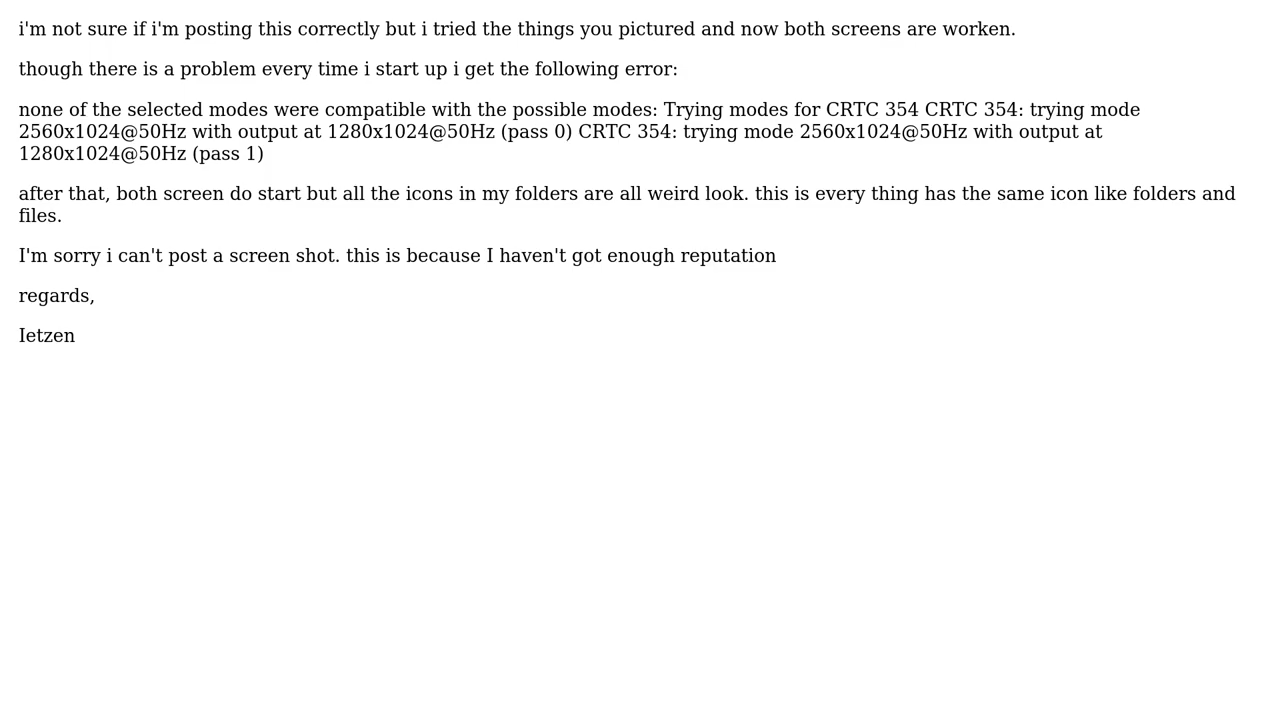 i'm not sure if i'm posting this correctly but i tried the things you pictured and now both screens are worken.
though there is a problem every time i start up i get the following error:
none of the selected modes were compatible with the possible modes: Trying modes for CRTC 354 CRTC 354: trying mode
2560x1024@50Hz with output at 1280x1024@50Hz (pass 0) CRTC 354: trying mode 2560x1024@50Hz with output at
1280x1024@50Hz (pass 1)
after that, both screen do start but all the icons in my folders are all weird look. this is every thing has the same icon like folders and
files.
I'm sorry i can't post a screen shot. this is because I haven't got enough reputation
regards,
Ietzen